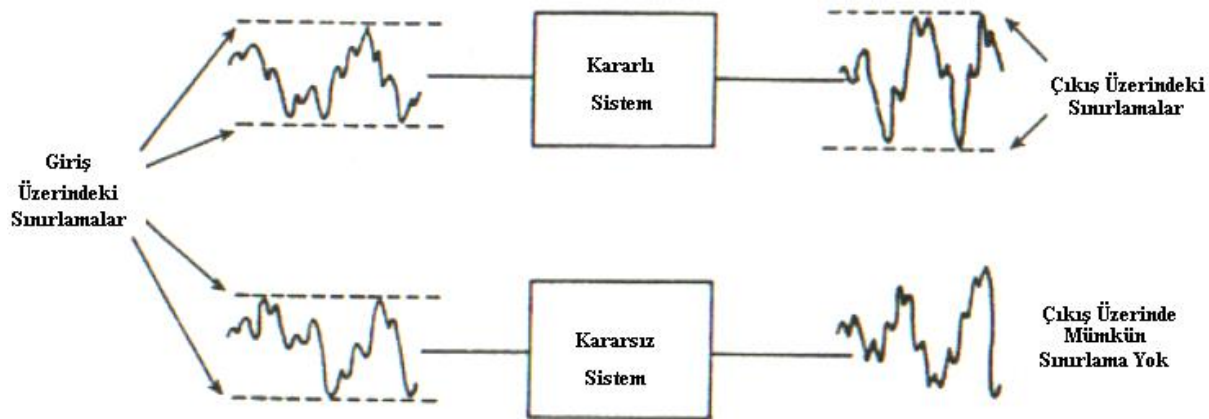 Kararlı
Sistem
Çıkış Üzerindeki
Sınırlamalar
Giriş
Üzerindeki
Sınırlamalar
Kararsız
Sistem
Çıkış Üzerinde
Mümkün
Sınırlama Yok